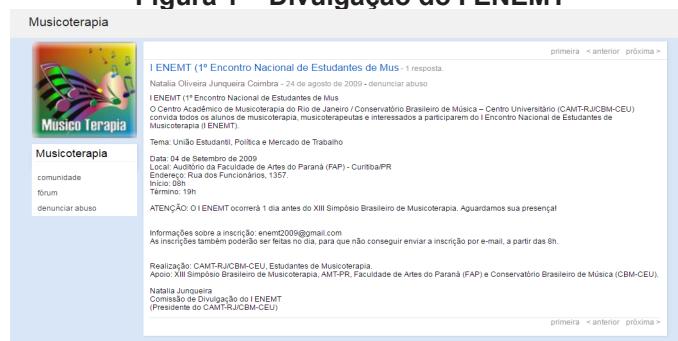 Figura 1 – Divulgação do I ENEMT
Musicoterapia
primeira < anterior próxima >
I ENEMT (1º Encontro Nacional de Estudantes de Mus - 1 resposta.
Natalia Oliveira Junqueira Coimbra - 24 de agosto de 2009 - denunciar abuso
I ENEMT (1º Encontro Nacional de Estudantes de Mus
O Centro Acadêmico de Musicoterapia do Rio de Janeiro / Conservatório Brasileiro de Música – Centro Universitário (CAMT-RJ/CBM-CEU)
convida todos os alunos de musicoterapia, musicoterapeutas e interessados a participarem do I Encontro Nacional de Estudantes de
Musicoterapia (I ENEMT).
Tema: União Estudantil, Política e Mercado de Trabalho
Data: 04 de Setembro de 2009
Local: Auditório da Faculdade de Artes do Paraná (FAP) - Curitiba/PR
Endereço: Rua dos Funcionários, 1357.
Início: 08h
Término: 19h
ATENÇÃO: O I ENEMT ocorrerá 1 dia antes do XIII Simpósio Brasileiro de Musicoterapia. Aguardamos sua presença!
Informações sobre a inscrição: enemt2009@gmail.com
As inscrições também poderão ser feitas no dia, para que não conseguir enviar a inscrição por e-mail, a partir das 8h.
Realização: CAMT-RJ/CBM-CEU, Estudantes de Musicoterapia.
Apoio: XIII Simpósio Brasileiro de Musicoterapia, AMT-PR, Faculdade de Artes do Paraná (FAP) e Conservatório Brasileiro de Música (CBM-CEU).
Natalia Junqueira
Comissão de Divulgação do I ENEMT
(Presidente do CAMT-RJ/CBM-CEU)
primeira < anterior próxima >
Músico Terapia
Musicoterapia
comunidade
fórum
denunciar abuso